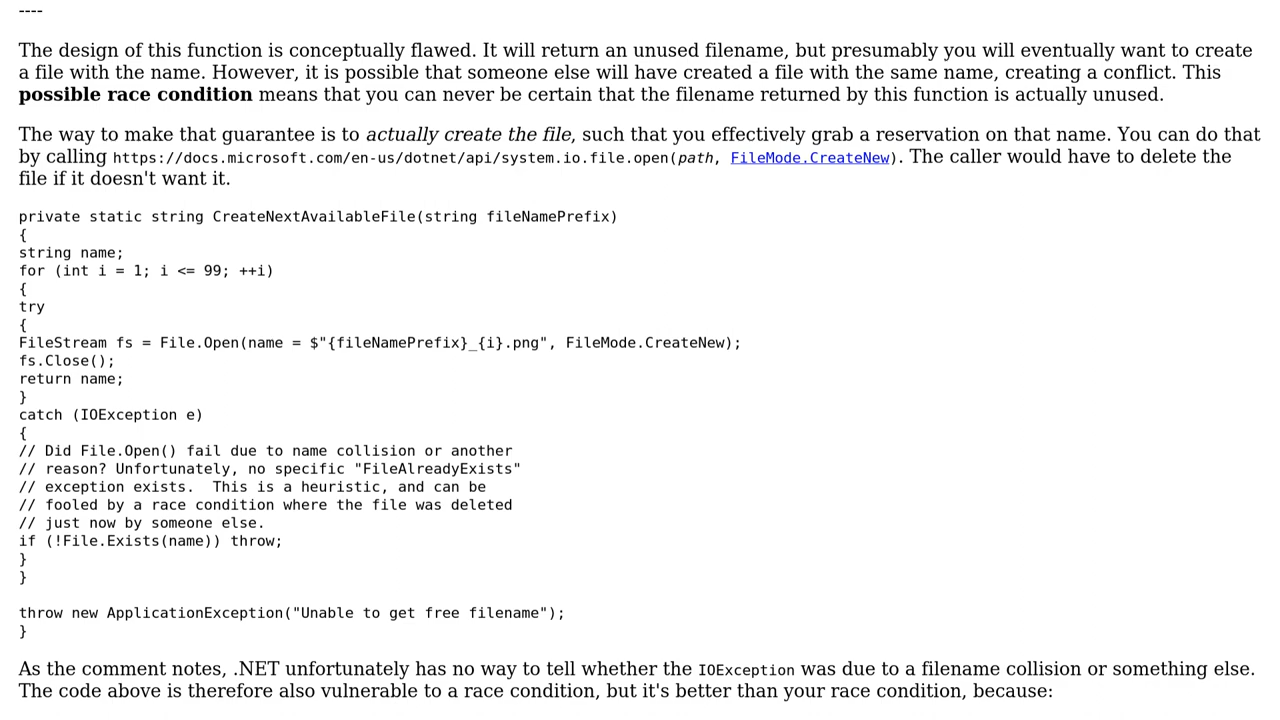 ----
The design of this function is conceptually flawed. It will return an unused filename, but presumably you will eventually want to create
a file with the name. However, it is possible that someone else will have created a file with the same name, creating a conflict. This
possible race condition means that you can never be certain that the filename returned by this function is actually unused.
The way to make that guarantee is to actually create the file, such that you effectively grab a reservation on that name. You can do that
by calling https://docs.microsoft.com/en-us/dotnet/api/system.io.file.open(path, FileMode.CreateNew). The caller would have to delete the
file if it doesn't want it.
private static string CreateNextAvailableFile(string fileNamePrefix)
{
string name;
for (int i = 1; i <= 99; ++i)
{
try
{
FileStream fs = File.Open(name = $"{fileNamePrefix}_{i}.png", FileMode.CreateNew);
fs.Close();
return name;
}
catch (IOException e)
{
// Did File.Open() fail due to name collision or another
// reason? Unfortunately, no specific "FileAlreadyExists"
// exception exists.  This is a heuristic, and can be
// fooled by a race condition where the file was deleted
// just now by someone else.
if (!File.Exists(name)) throw;
}
}
throw new ApplicationException("Unable to get free filename");
}
As the comment notes, .NET unfortunately has no way to tell whether the IOException was due to a filename collision or something else.
The code above is therefore also vulnerable to a race condition, but it's better than your race condition, because: